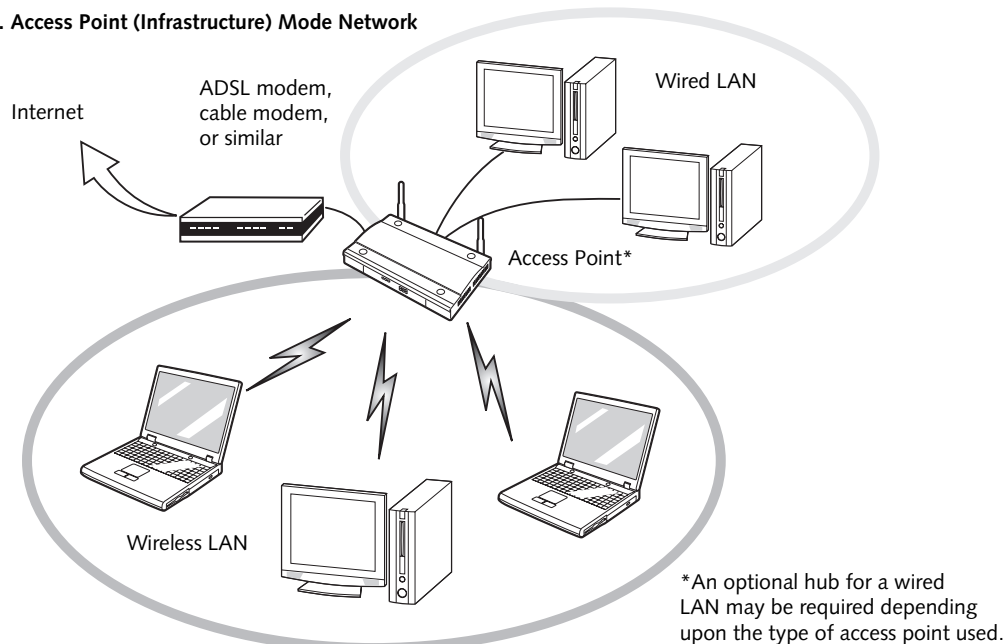 . Access Point (Infrastructure) Mode Network
Internet
ADSL modem,
cable modem,
or similar
Wired LAN
Access Point*
Wireless LAN
*An optional hub for a wired
LAN may be required depending
upon the type of access point used.